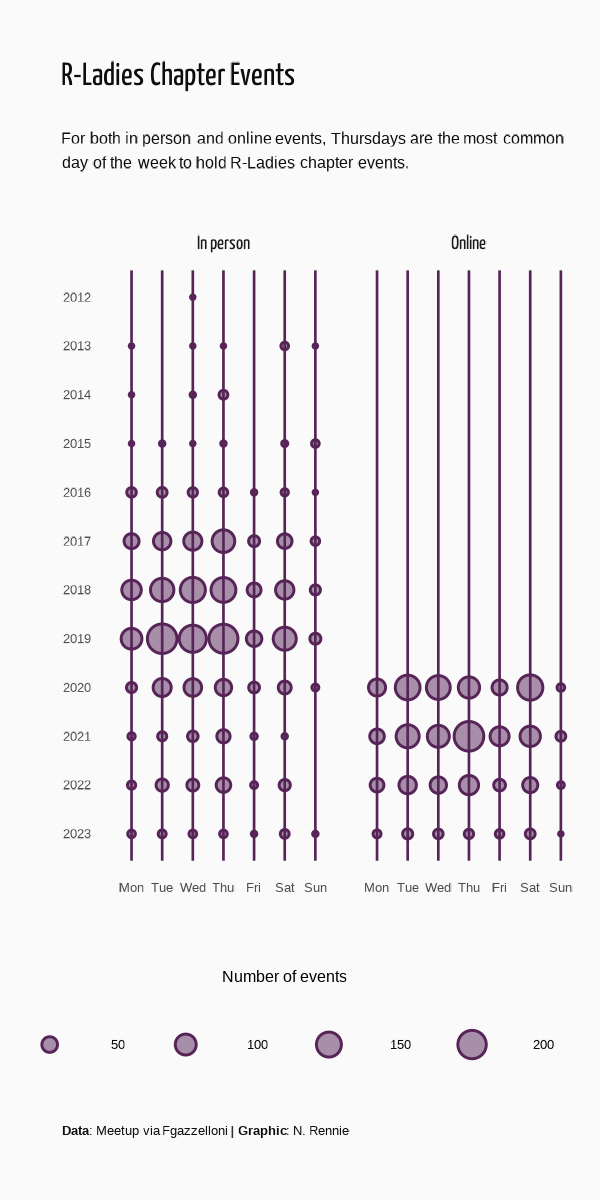 R-Ladies Chapter Events
For both in person and online events, Thursdays are the most common
day of the week to hold R-Ladies chapter events.
In person Online
2012
2013
2014
2015
2016
2017
2018
2019
2020
2021
2022
2023
Mon Tue Wed Thu Fri Sat Sun Mon Tue Wed Thu Fri Sat Sun
Number of events
50 100 150 200
Data: Meetup via Fgazzelloni | Graphic: N. Rennie